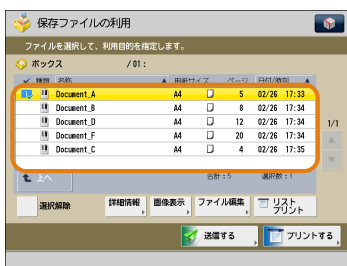 保存ファイルの利用
ファイルを選択して、利用目的を指定します。
ボックス /01:
✓ 種類 名称 ▲ 用紙サイズ ページ ▲ 日付/時刻 ▲
1 Document_A A4 5 02/26 17:33
Document_B A4 8 02/26 17:34
Document_D A4 12 02/26 17:34
Document_F A4 20 02/26 17:34
Document_C A4 4 02/26 17:35
1/1
上へ 合計:5 選択数:1
選択解除 詳細情報 画像表示 ファイル編集 リストプリント
送信する プリントする